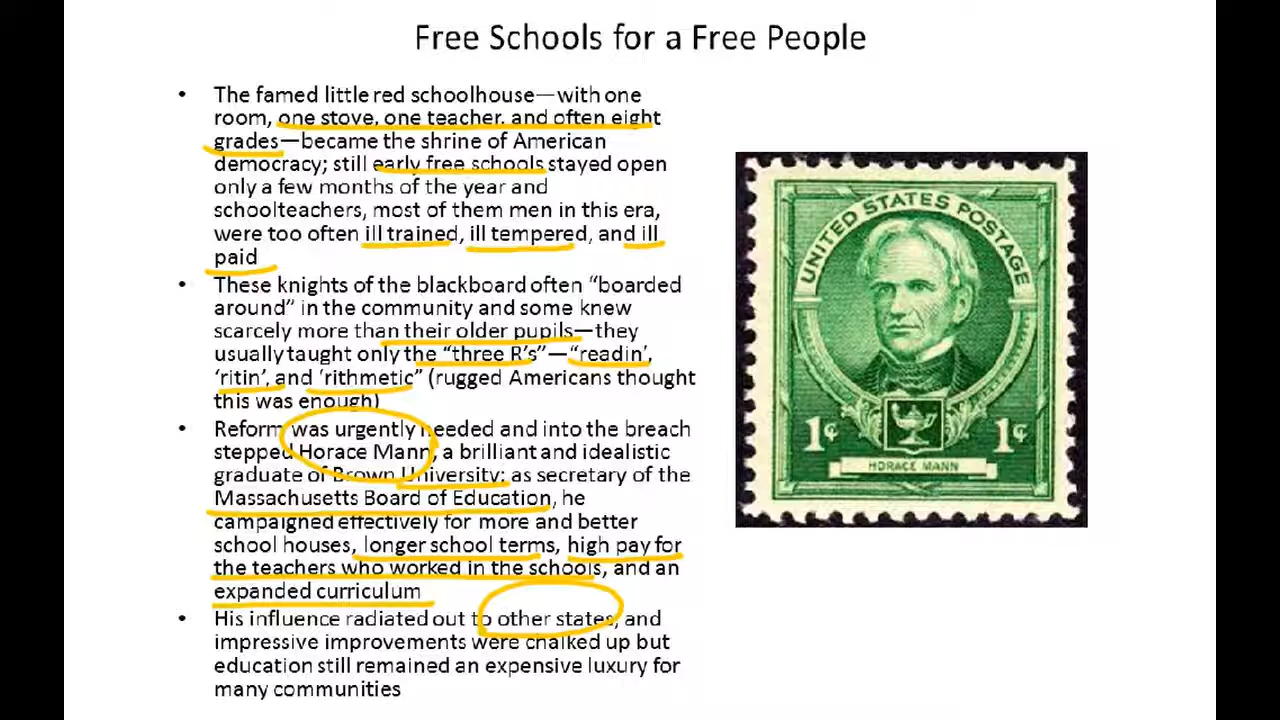 Free Schools for a Free People
• The famed little red schoolhouse—with one
room, one stove, one teacher, and often eight
grades—became the shrine of American
democracy; still early free schools stayed open
only a few months of the year and
schoolteachers, most of them men in this era,
were too often ill trained, ill tempered, and ill
paid
• These knights of the blackboard often “boarded
around” in the community and some knew
scarcely more than their older pupils—they
usually taught only the “three R’s”—“readin’,
‘ritin’, and ‘rithmetic” (rugged Americans thought
this was enough)
• Reform was urgently needed and into the breach
stepped Horace Mann, a brilliant and idealistic
graduate of Brown University; as secretary of the
Massachusetts Board of Education, he
campaigned effectively for more and better
school houses, longer school terms, high pay for
the teachers who worked in the schools, and an
expanded curriculum
• His influence radiated out to other states, and
impressive improvements were chalked up but
education still remained an expensive luxury for
many communities
UNITED STATES POSTAGE
1¢ 1¢
HORACE MANN